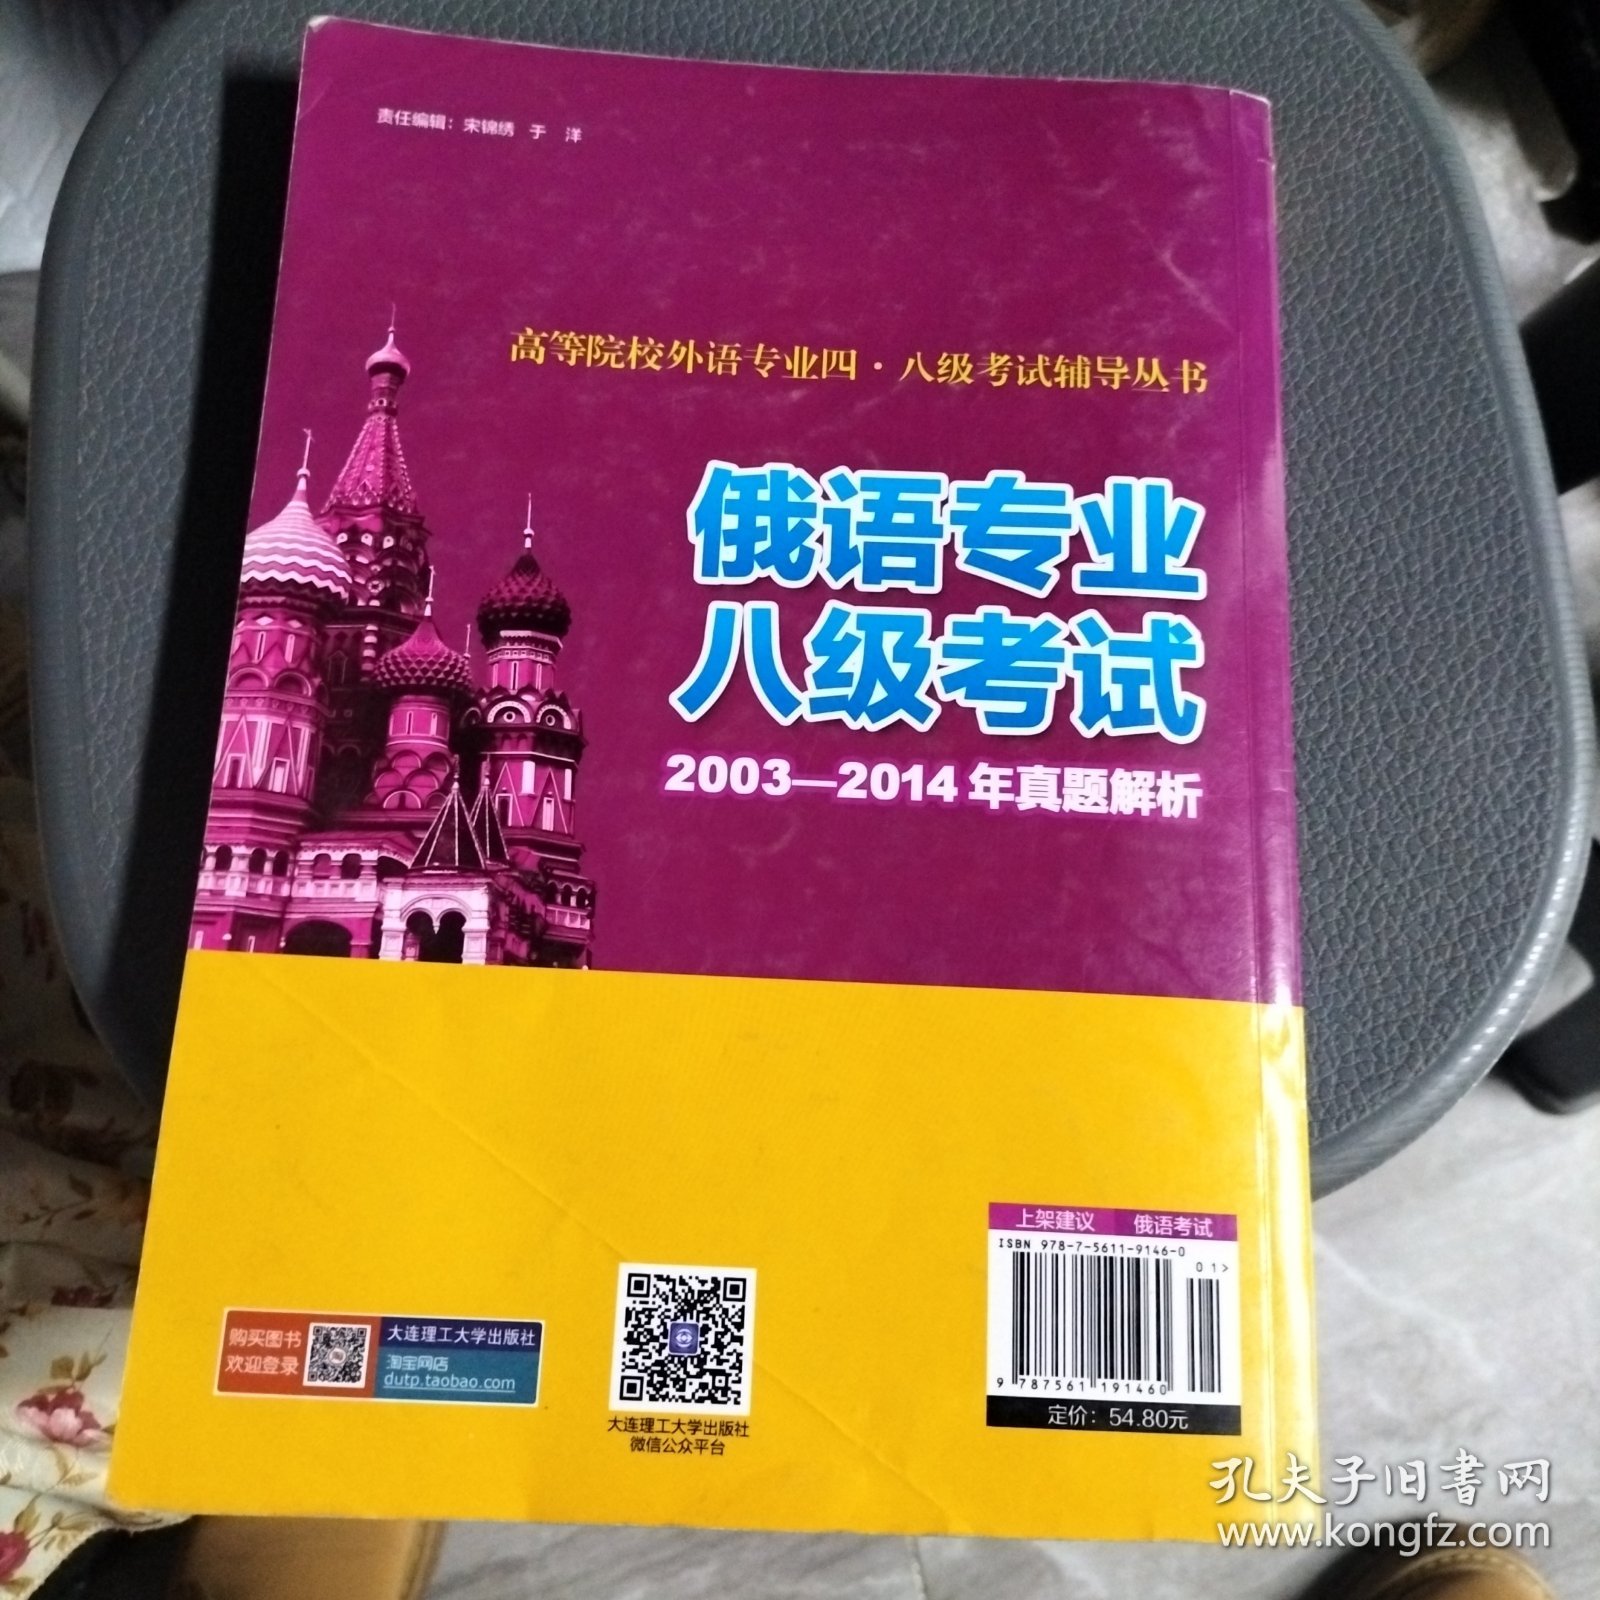 责任编辑：宋锦绣 于 洋
高等院校外语专业四·八级考试辅导丛书
俄语专业
八级考试
2003—2014年真题解析
上架建议 俄语考试
ISBN 978-7-5611-9146-0
01>
9 787561 191460
定价：54.80元
购买图书
欢迎登录
大连理工大学出版社
淘宝网店
dutp.taobao.com
大连理工大学出版社
微信公众平台
孔夫子旧书网
www.kongfz.com